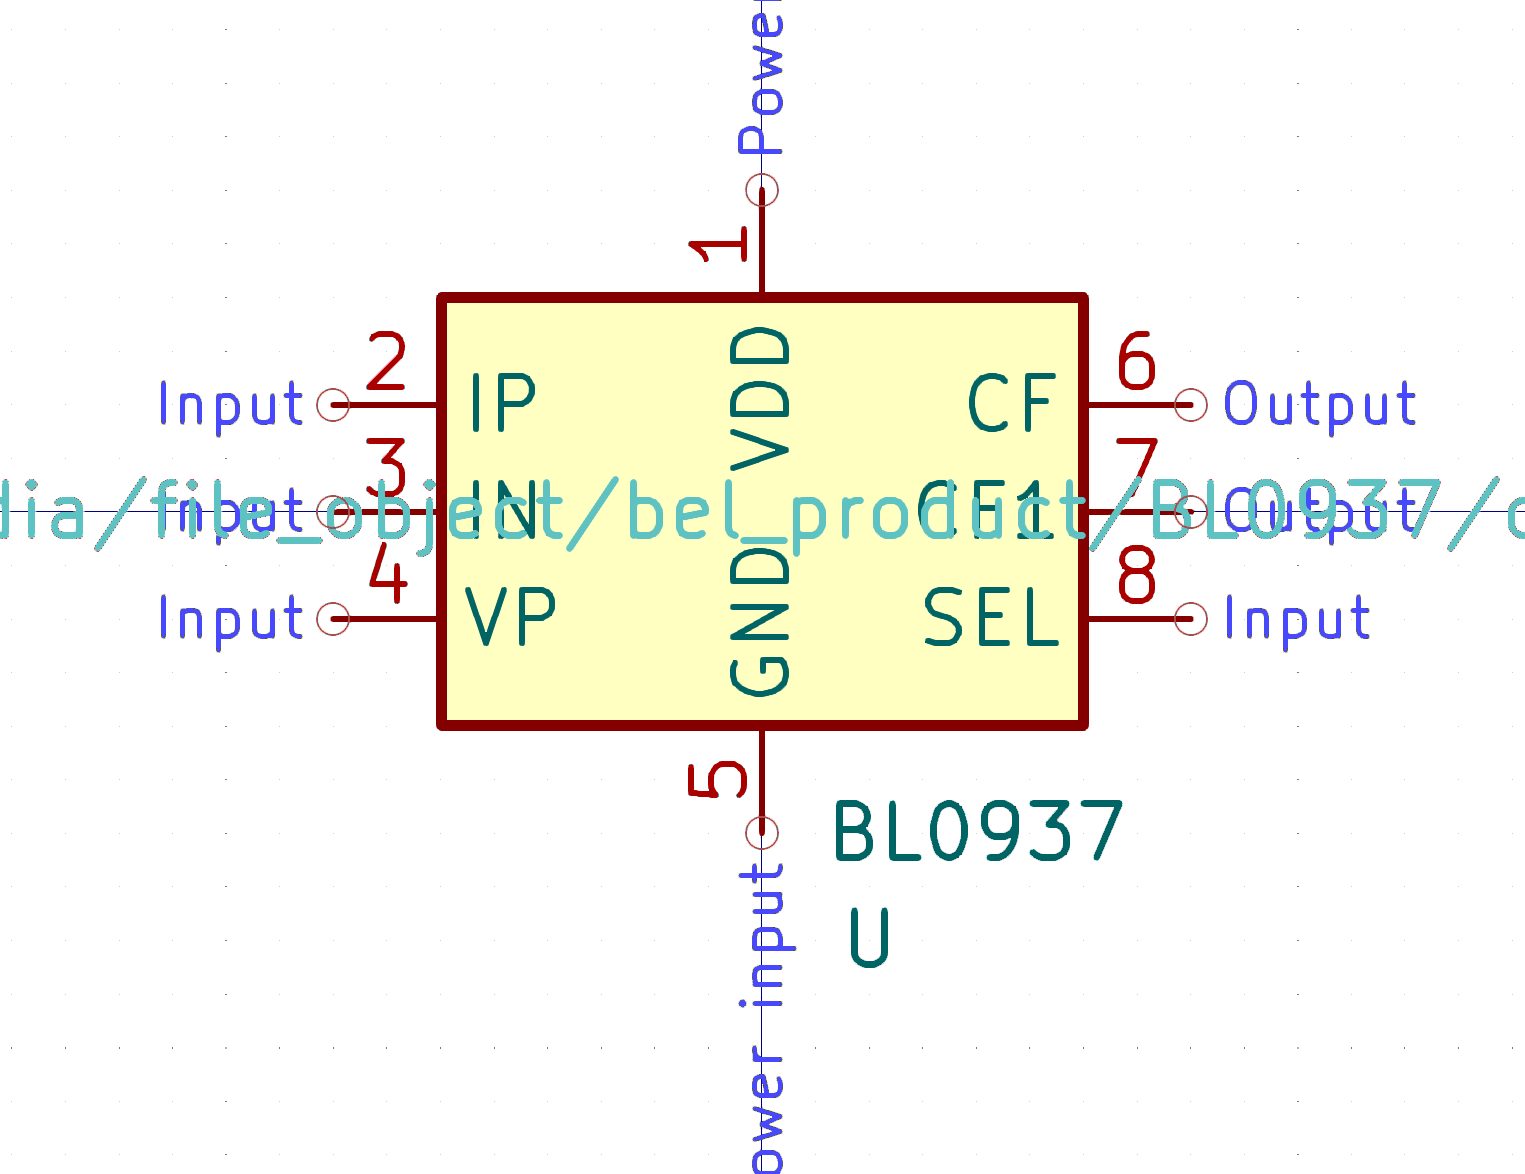 Power
1
VDD
2
Input
IP
3
Input
IN
4
Input
VP
6
CF
Output
7
CF1
Output
8
SEL
Input
dia/file_object/bel_product/BL0937/
GND
5
ower input
BL0937
U